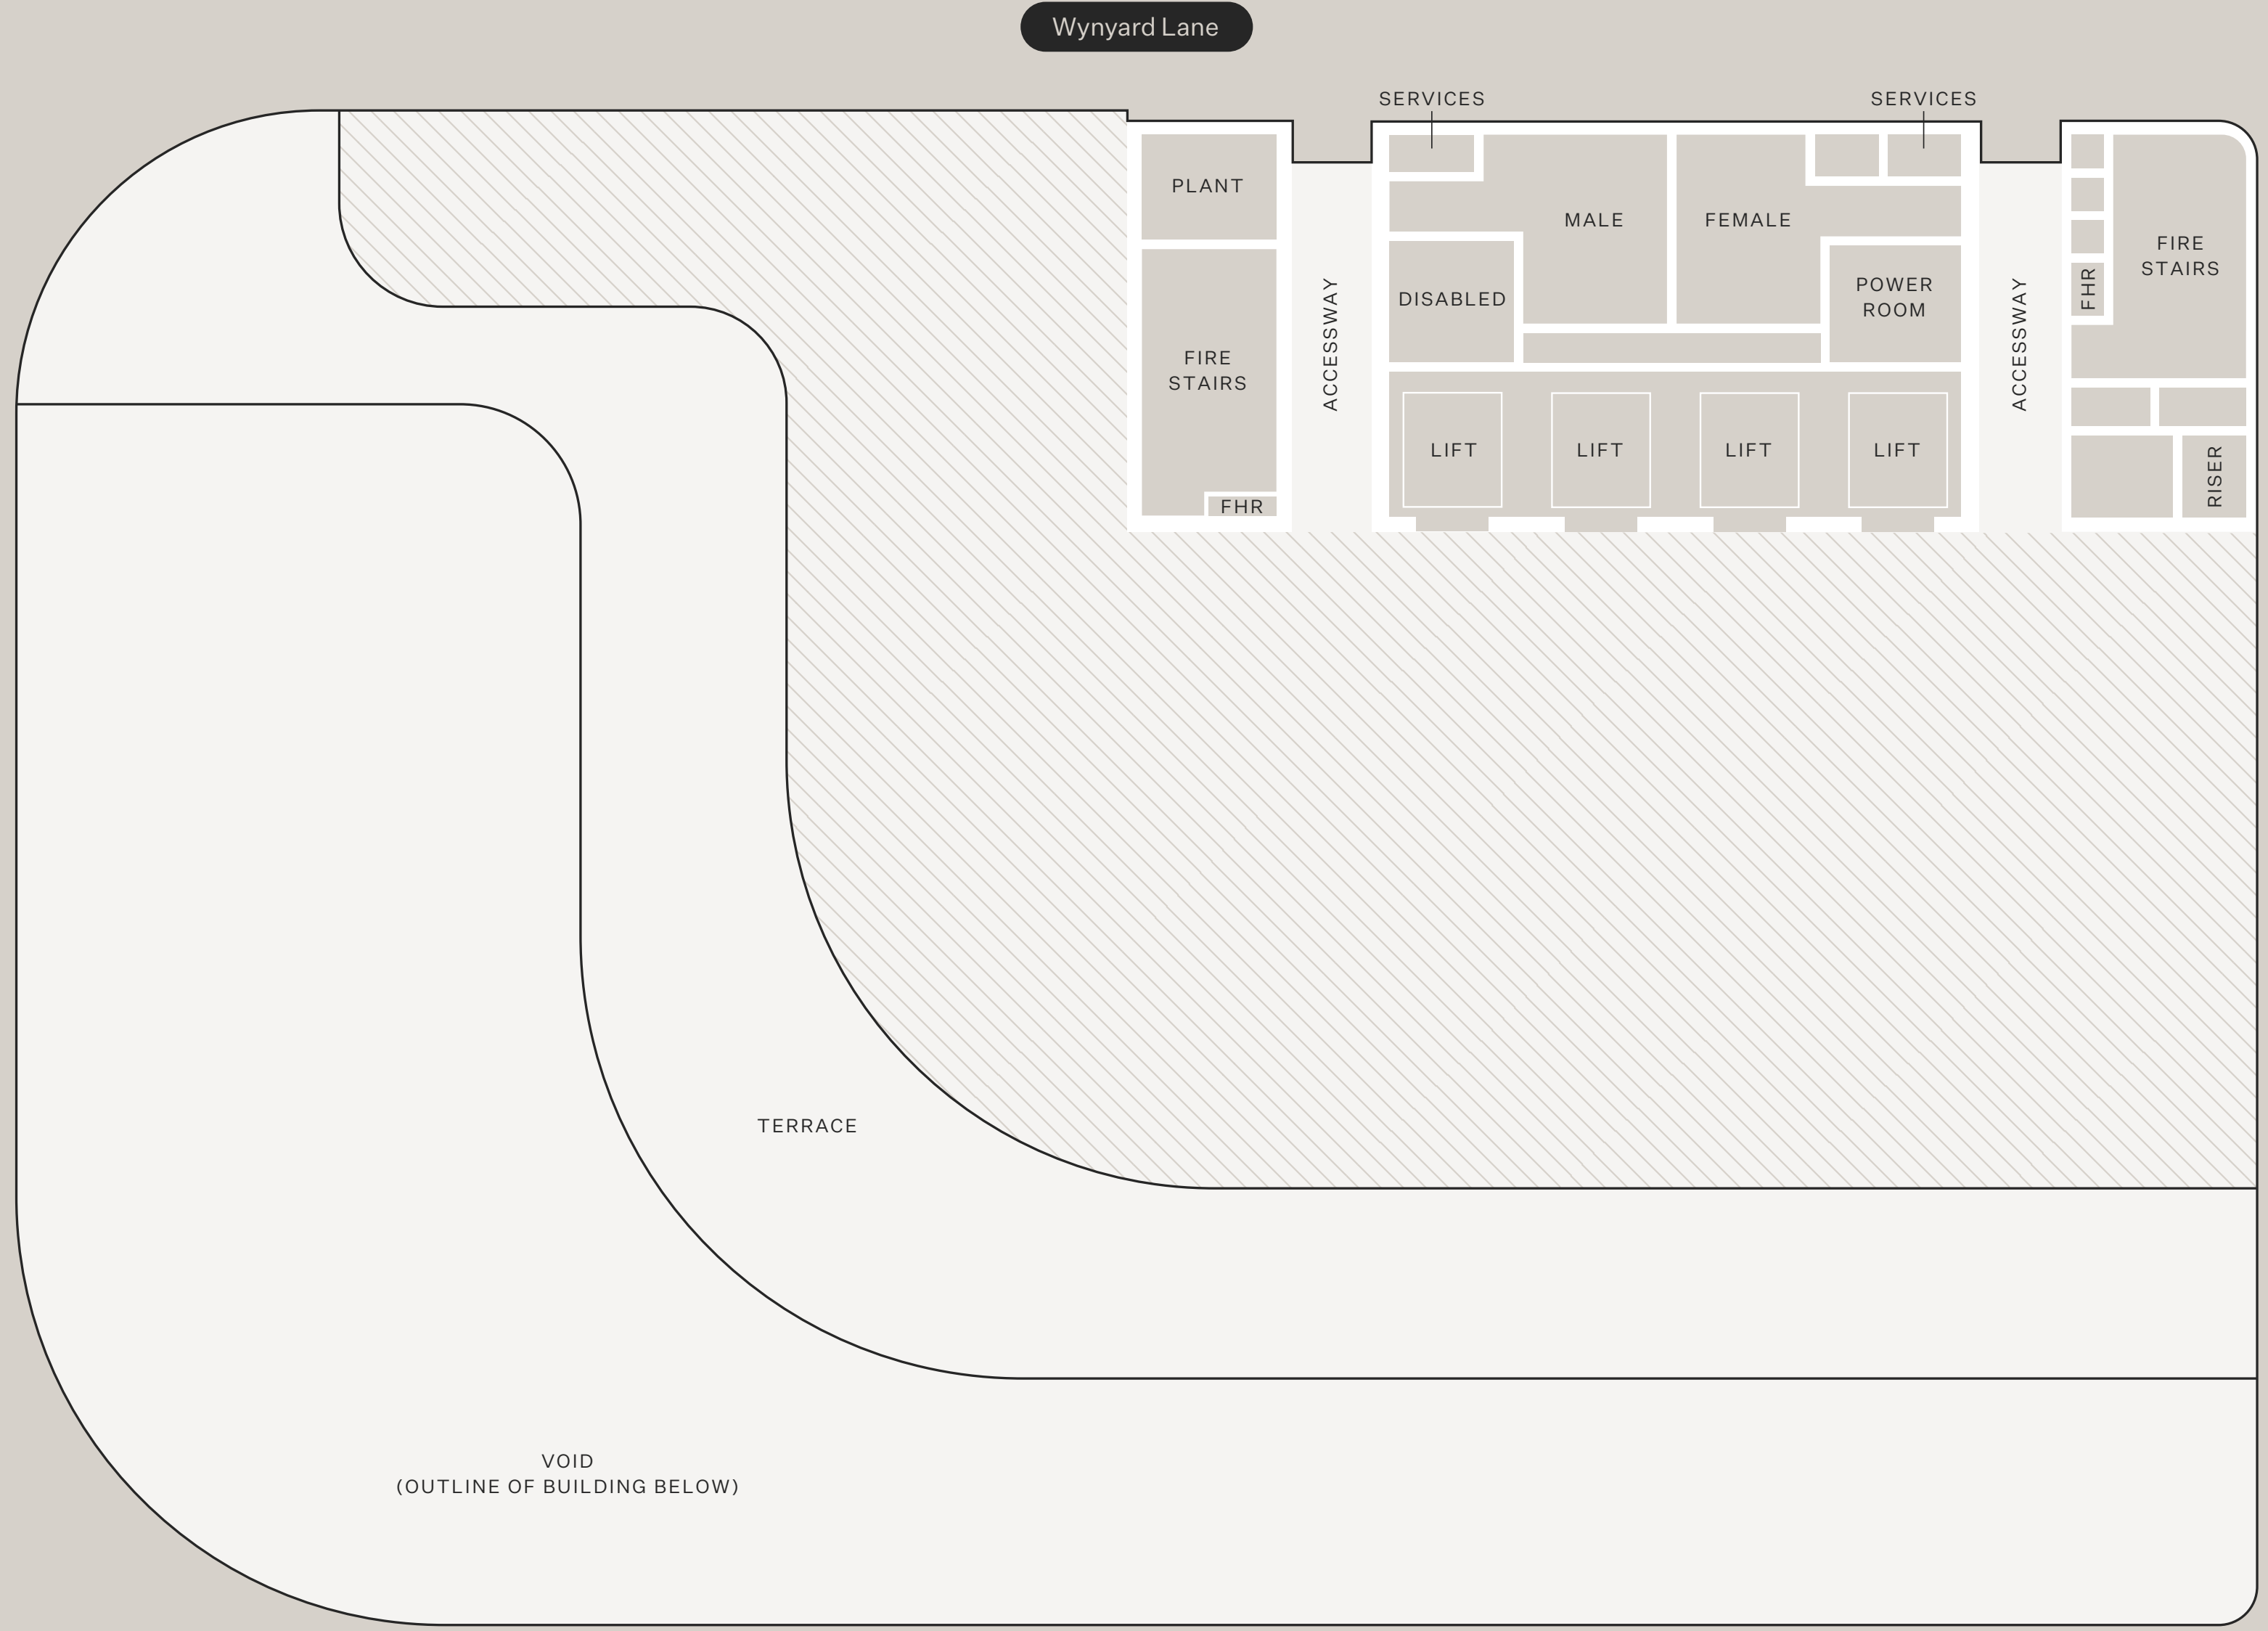 Wynyard Lane
SERVICES
SERVICES
PLANT
MALE
FEMALE
FIRE
STAIRS
DISABLED
POWER
ROOM
FHR
ACCESSWAY
ACCESSWAY
FIRE
STAIRS
LIFT
LIFT
LIFT
LIFT
RISER
FHR
TERRACE
VOID
(OUTLINE OF BUILDING BELOW)